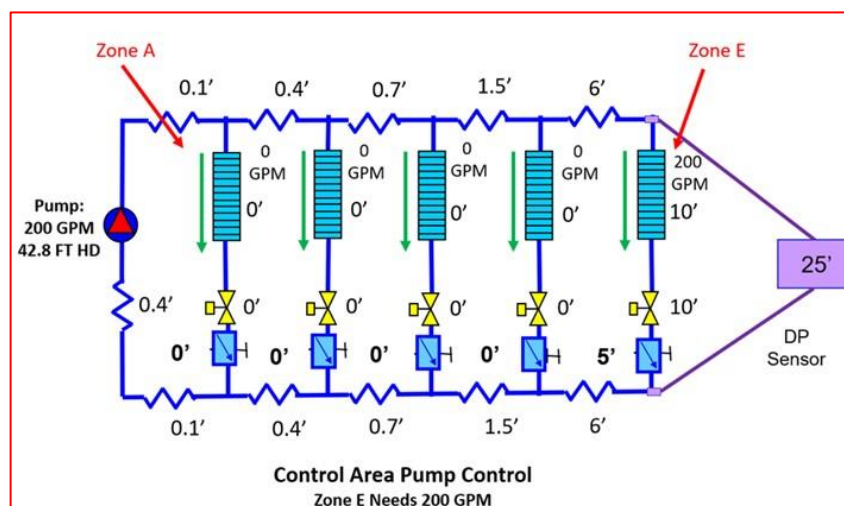 Zone A
Zone E
0.1’
0.4’
0.7’
1.5’
6’
0
GPM
0’
0
GPM
0’
0
GPM
0’
0
GPM
0’
200
GPM
10’
Pump:
200 GPM
42.8 FT HD
25’
0.4’
0’
0’
0’
0’
10’
DP
Sensor
0’
0’
0’
0’
5’
0.1’
0.4’
0.7’
1.5’
6’
Control Area Pump Control
Zone E Needs 200 GPM